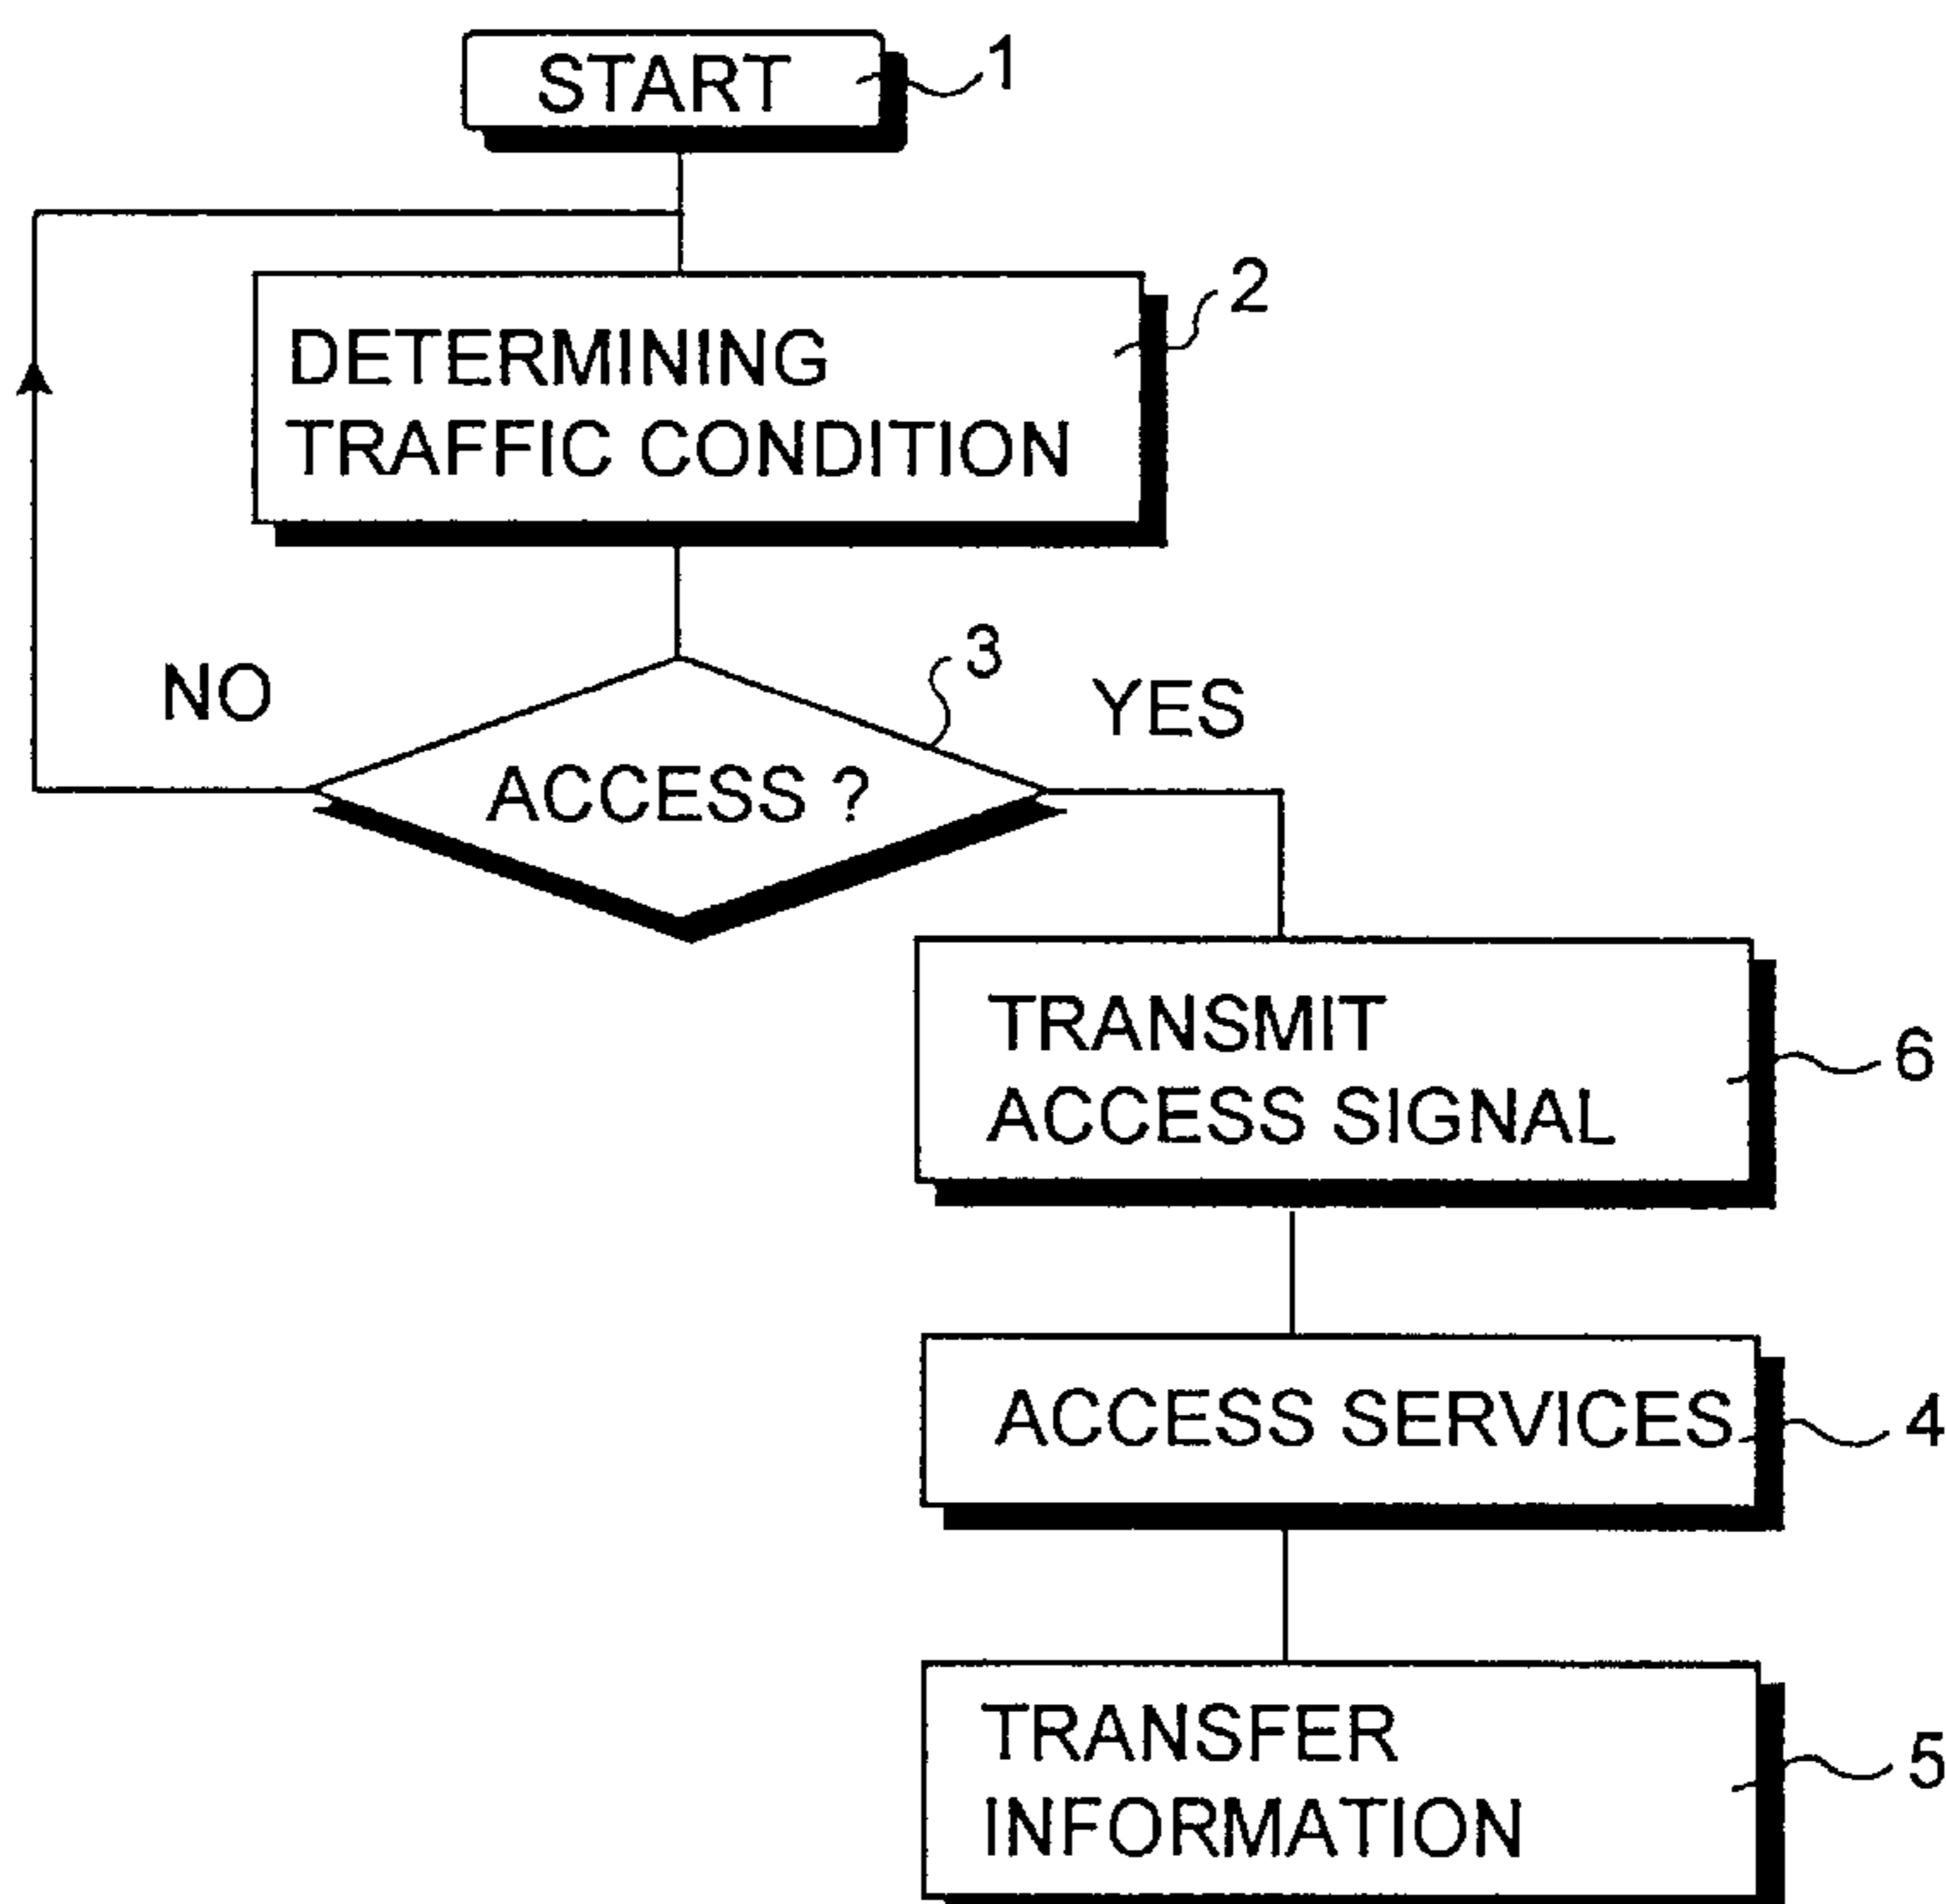 START
1
DETERMINING
TRAFFIC CONDITION
2
NO
3
YES
ACCESS ?
TRANSMIT
ACCESS SIGNAL
6
ACCESS SERVICES
4
TRANSFER
INFORMATION
5